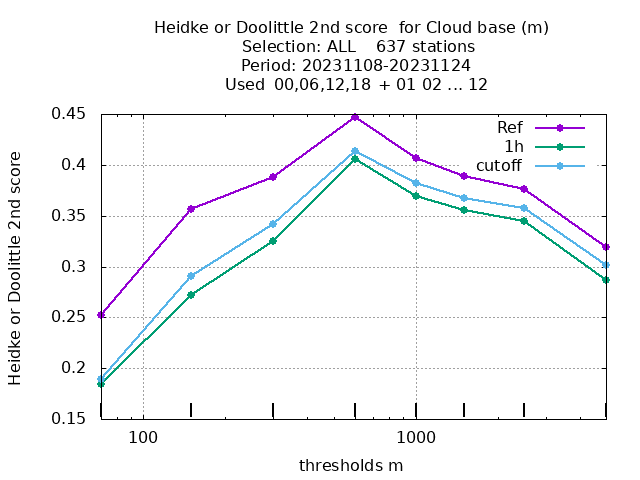 Heidke or Doolittle 2nd score  for Cloud base (m)
Selection: ALL    637 stations
Period: 20231108-20231124
Used  00,06,12,18  + 01 02 ... 12
Heidke or Doolittle 2nd score
0.45
0.4
0.35
0.3
0.25
0.2
0.15
Ref
1h
cutoff
100
1000
thresholds m